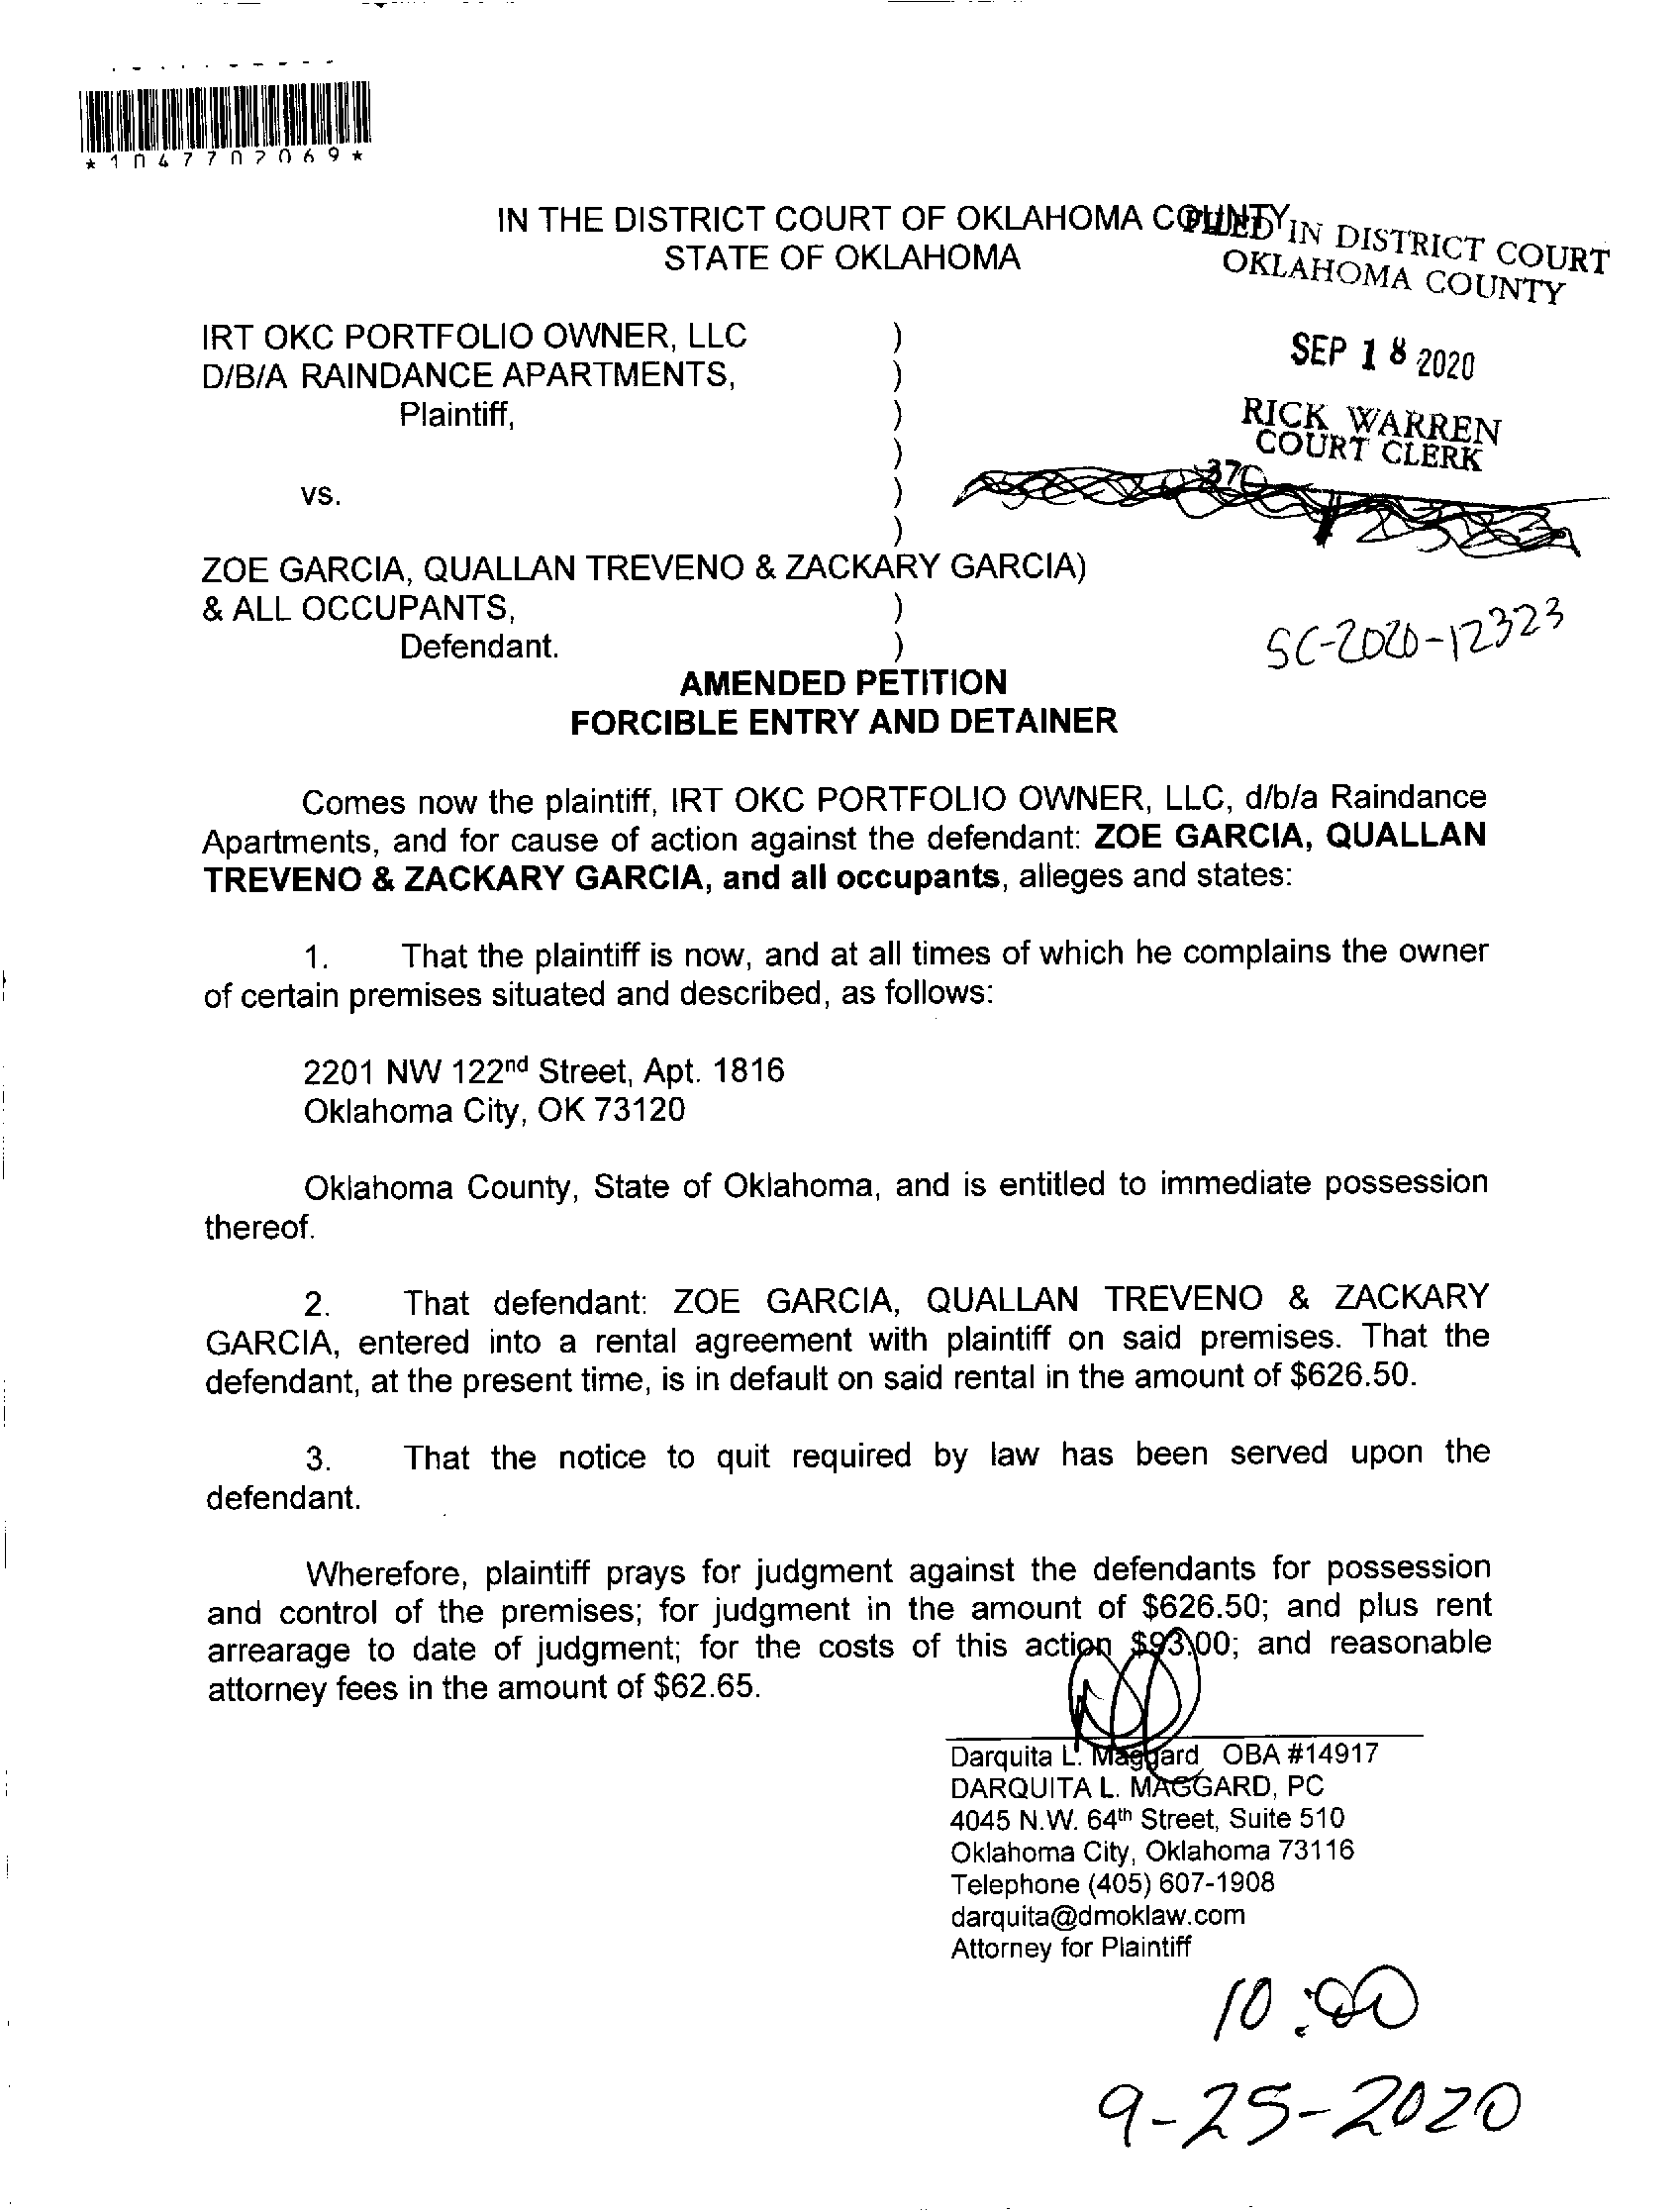 *1047702069*
IN THE DISTRICT COURT OF OKLAHOMA COUNTY
STATE OF OKLAHOMA
FILED IN DISTRICT COURT
OKLAHOMA COUNTY
SEP 18 2020
RICK WARREN
COURT CLERK
37
IRT OKC PORTFOLIO OWNER, LLC )
D/B/A RAINDANCE APARTMENTS, )
Plaintiff, )
)
vs. )
)
ZOE GARCIA, QUALLAN TREVENO & ZACKARY GARCIA)
& ALL OCCUPANTS, )
Defendant. )
SC-2020-12323
AMENDED PETITION
FORCIBLE ENTRY AND DETAINER
Comes now the plaintiff, IRT OKC PORTFOLIO OWNER, LLC, d/b/a Raindance
Apartments, and for cause of action against the defendant: ZOE GARCIA, QUALLAN
TREVENO & ZACKARY GARCIA, and all occupants, alleges and states:
1. That the plaintiff is now, and at all times of which he complains the owner
of certain premises situated and described, as follows:
2201 NW 122nd Street, Apt. 1816
Oklahoma City, OK 73120
Oklahoma County, State of Oklahoma, and is entitled to immediate possession
thereof.
2. That defendant: ZOE GARCIA, QUALLAN TREVENO & ZACKARY
GARCIA, entered into a rental agreement with plaintiff on said premises. That the
defendant, at the present time, is in default on said rental in the amount of $626.50.
3. That the notice to quit required by law has been served upon the
defendant.
Wherefore, plaintiff prays for judgment against the defendants for possession
and control of the premises; for judgment in the amount of $626.50; and plus rent
arrearage to date of judgment; for the costs of this action $93.00; and reasonable
attorney fees in the amount of $62.65.
Darquita L. Maggard OBA #14917
DARQUITA L. MAGGARD, PC
4045 N.W. 64th Street, Suite 510
Oklahoma City, Oklahoma 73116
Telephone (405) 607-1908
darquita@dmoklaw.com
Attorney for Plaintiff
10:00
9-25-2020